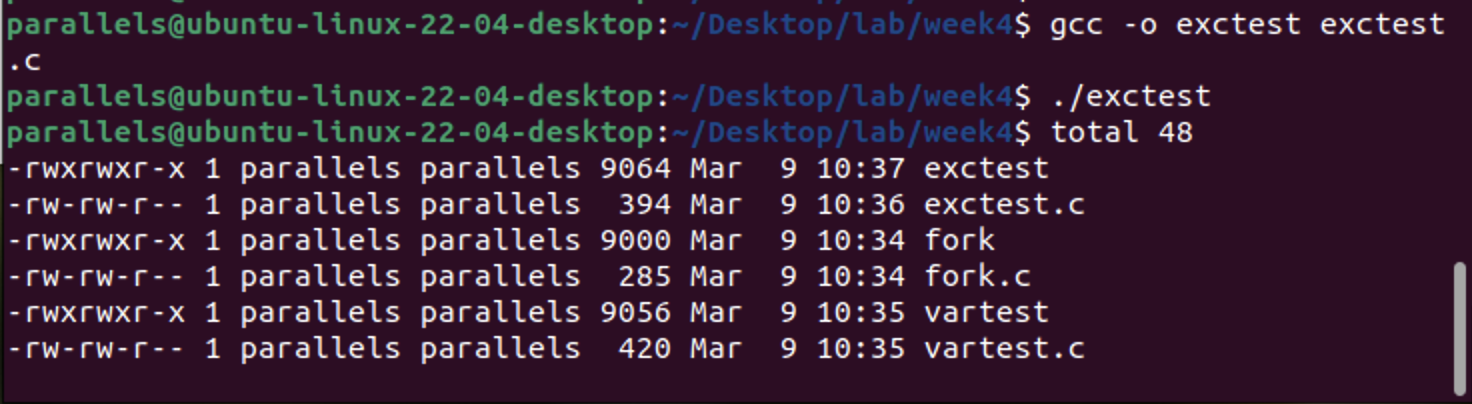 parallels@ubuntu-linux-22-04-desktop:~/Desktop/lab/week4$ gcc -o exctest exctest
.c
parallels@ubuntu-linux-22-04-desktop:~/Desktop/lab/week4$ ./exctest
parallels@ubuntu-linux-22-04-desktop:~/Desktop/lab/week4$ total 48
-rwxrwxr-x 1 parallels parallels 9064 Mar  9 10:37 exctest
-rw-rw-r-- 1 parallels parallels  394 Mar  9 10:36 exctest.c
-rwxrwxr-x 1 parallels parallels 9000 Mar  9 10:34 fork
-rw-rw-r-- 1 parallels parallels  285 Mar  9 10:34 fork.c
-rwxrwxr-x 1 parallels parallels 9056 Mar  9 10:35 vartest
-rw-rw-r-- 1 parallels parallels  420 Mar  9 10:35 vartest.c